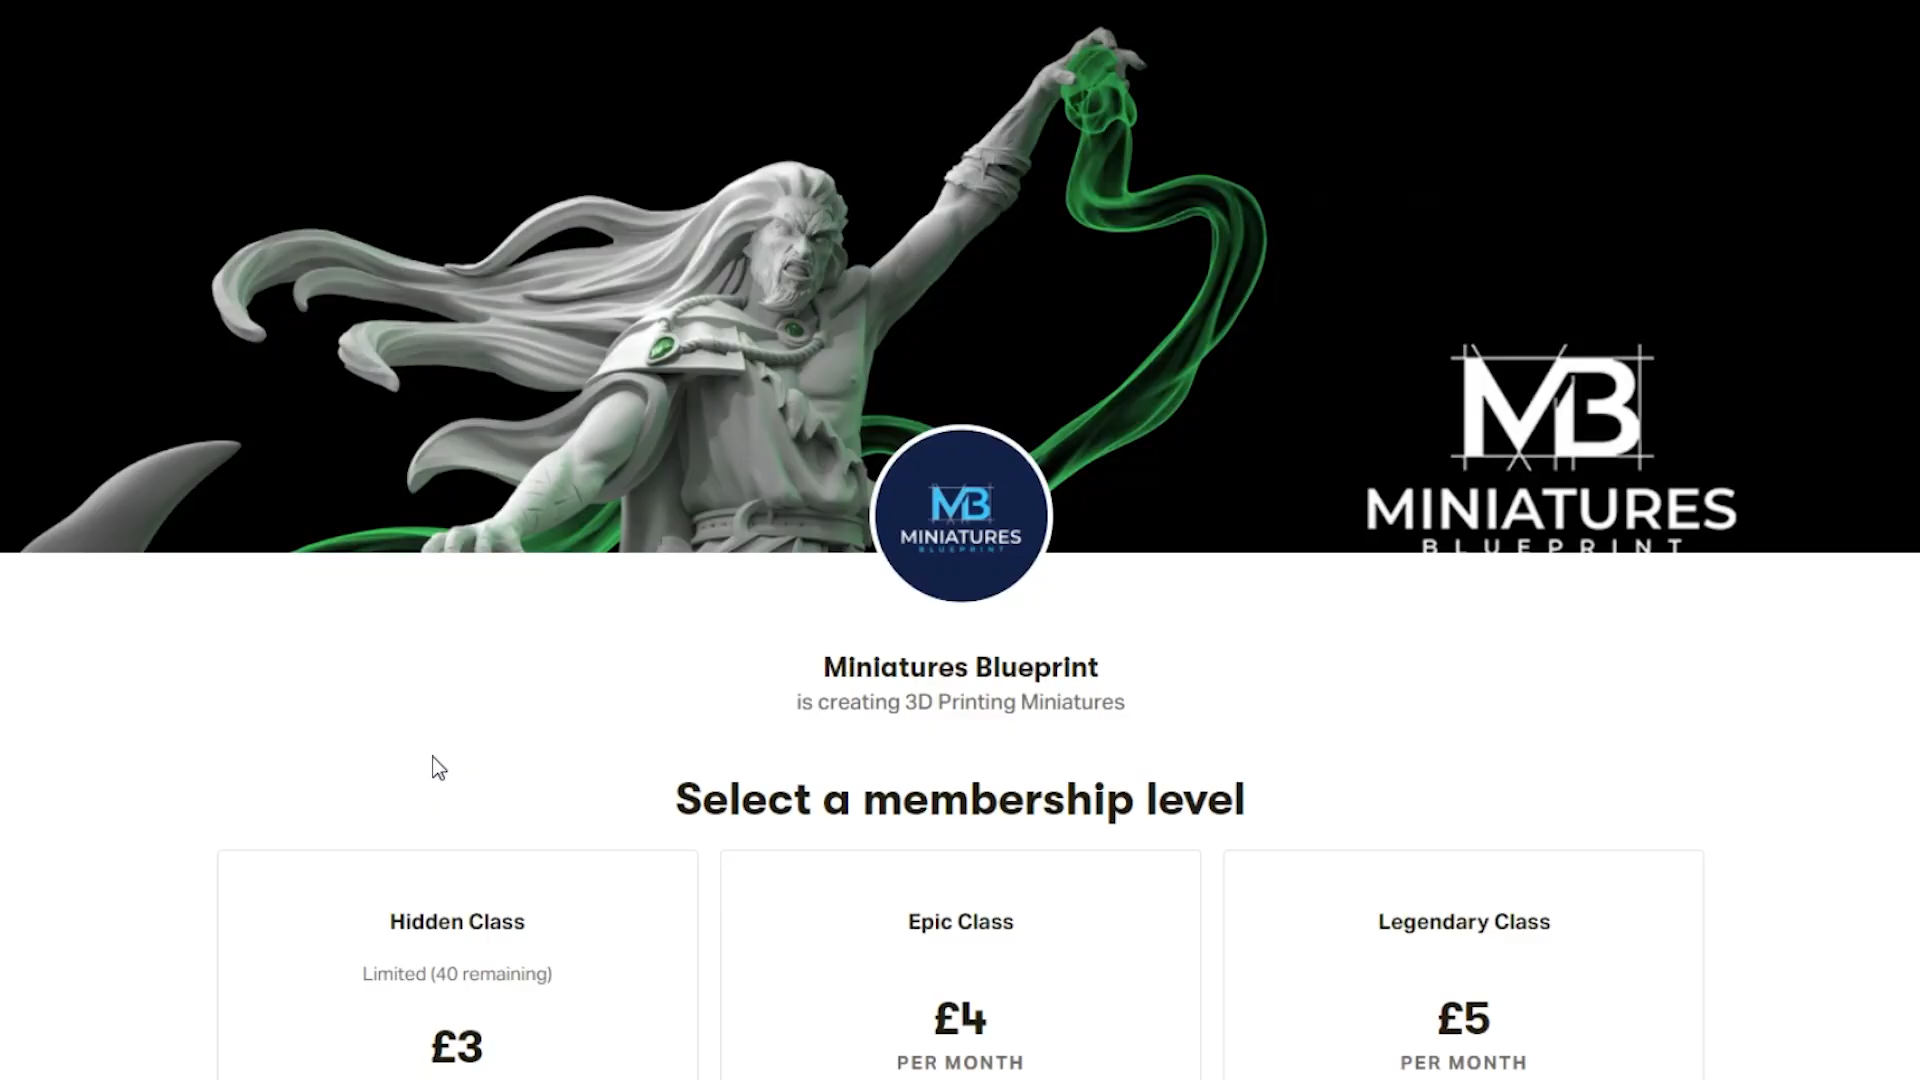 MB
MINIATURES
BLUEPRINT
MB
MINIATURES
BLUEPRINT
Miniatures Blueprint
is creating 3D Printing Miniatures
Select a membership level
Hidden Class
Limited (40 remaining)
£3
Epic Class
£4
PER MONTH
Legendary Class
£5
PER MONTH